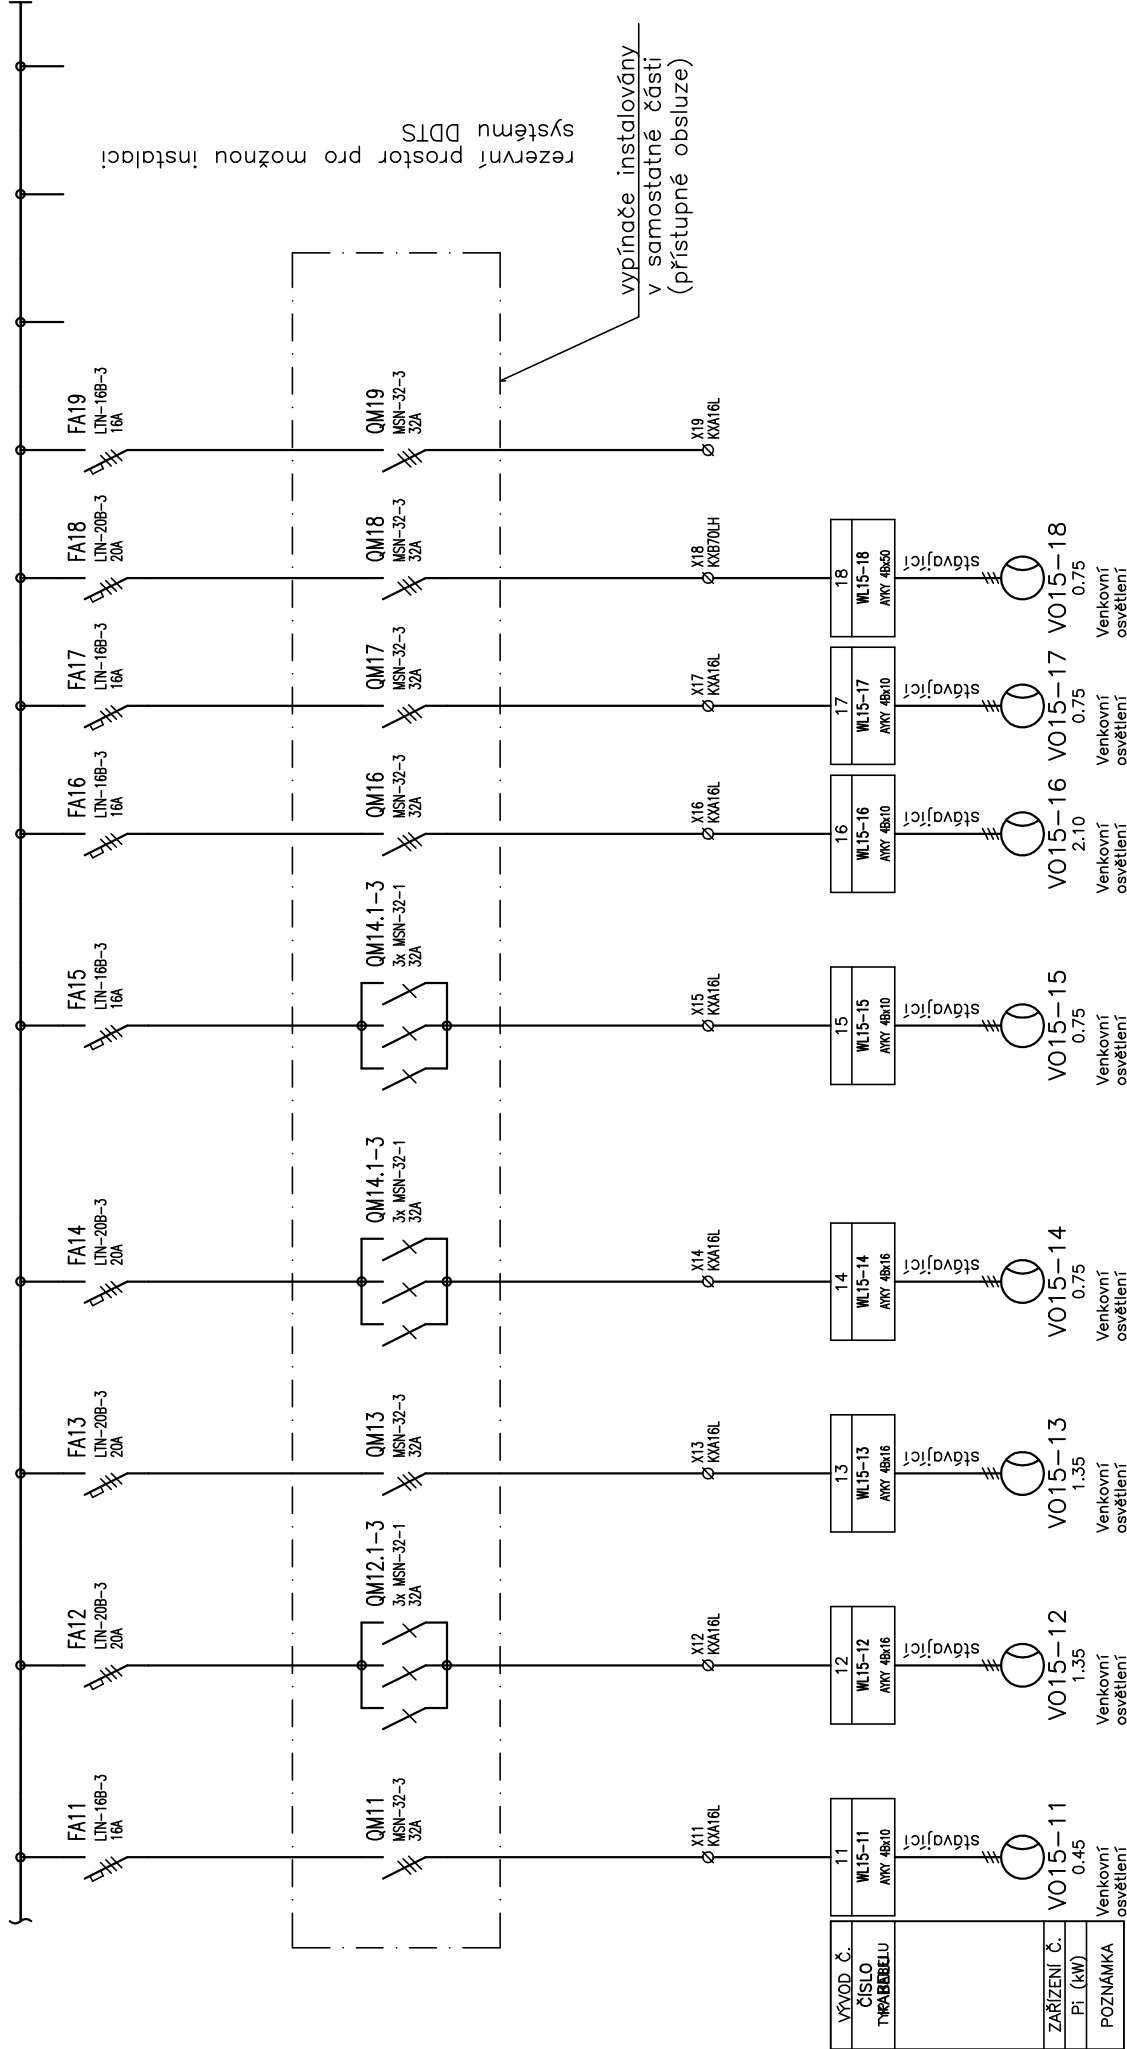 FA11
LTN-16B-3
16A
FA12
LTN-20B-3
20A
FA13
LTN-20B-3
20A
FA14
LTN-20B-3
20A
FA15
LTN-16B-3
16A
FA16
LTN-16B-3
16A
FA17
LTN-16B-3
16A
FA18
LTN-20B-3
20A
FA19
LTN-16B-3
16A
rezervní prostor pro možnou instalaci
systému DDTS
QM11
MSN-32-3
32A
QM12.1-3
3x MSN-32-1
32A
QM13
MSN-32-3
32A
QM14.1-3
3x MSN-32-1
32A
QM14.1-3
3x MSN-32-1
32A
QM16
MSN-32-3
32A
QM17
MSN-32-3
32A
QM18
MSN-32-3
32A
QM19
MSN-32-3
32A
vypínače instalovány
v samostatné části
(přístupné obsluze)
X11
KXA16L
X12
KXA16L
X13
KXA16L
X14
KXA16L
X15
KXA16L
X16
KXA16L
X17
KXA16L
X18
KXB70LH
X19
KXA16L
VÝVOD Č.
ČÍSLO
ZAŘÍZENÍ Č.
Pi (kW)
POZNÁMKA
11
WL15-11
AYKY 4Bx10
stávající
VO15-11
0.45
Venkovní
osvětlení
12
WL15-12
AYKY 4Bx16
stávající
VO15-12
1.35
Venkovní
osvětlení
13
WL15-13
AYKY 4Bx16
stávající
VO15-13
1.35
Venkovní
osvětlení
14
WL15-14
AYKY 4Bx16
stávající
VO15-14
0.75
Venkovní
osvětlení
15
WL15-15
AYKY 4Bx10
stávající
VO15-15
0.75
Venkovní
osvětlení
16
WL15-16
AYKY 4Bx10
stávající
VO15-16
2.10
Venkovní
osvětlení
17
WL15-17
AYKY 4Bx10
stávající
VO15-17
0.75
Venkovní
osvětlení
18
WL15-18
AYKY 4Bx50
stávající
VO15-18
0.75
Venkovní
osvětlení